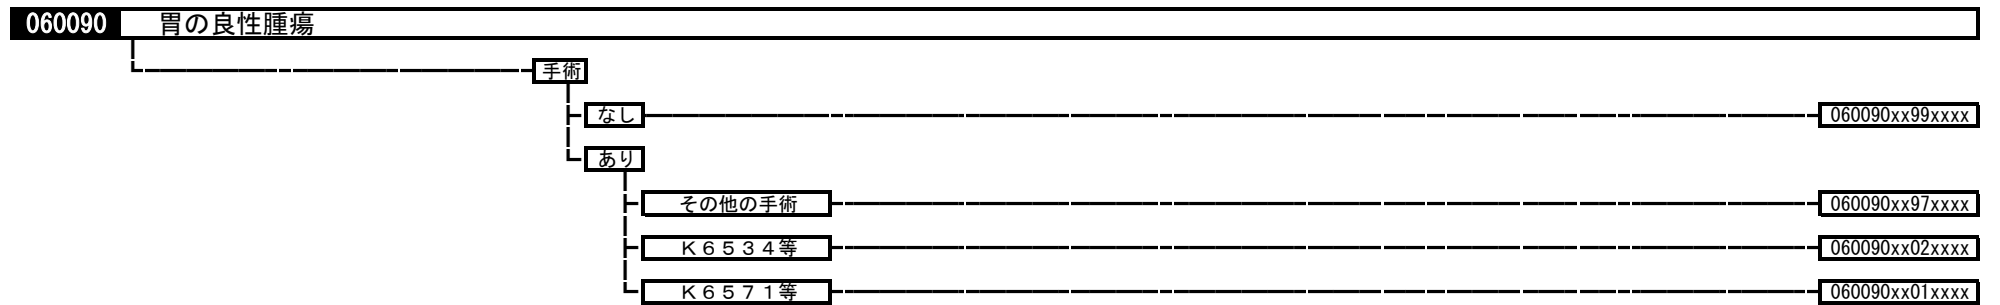 060090 胃の良性腫瘍
手術
なし 060090xx99xxxx
あり
その他の手術 060090xx97xxxx
Ｋ６５３４等 060090xx02xxxx
Ｋ６５７１等 060090xx01xxxx